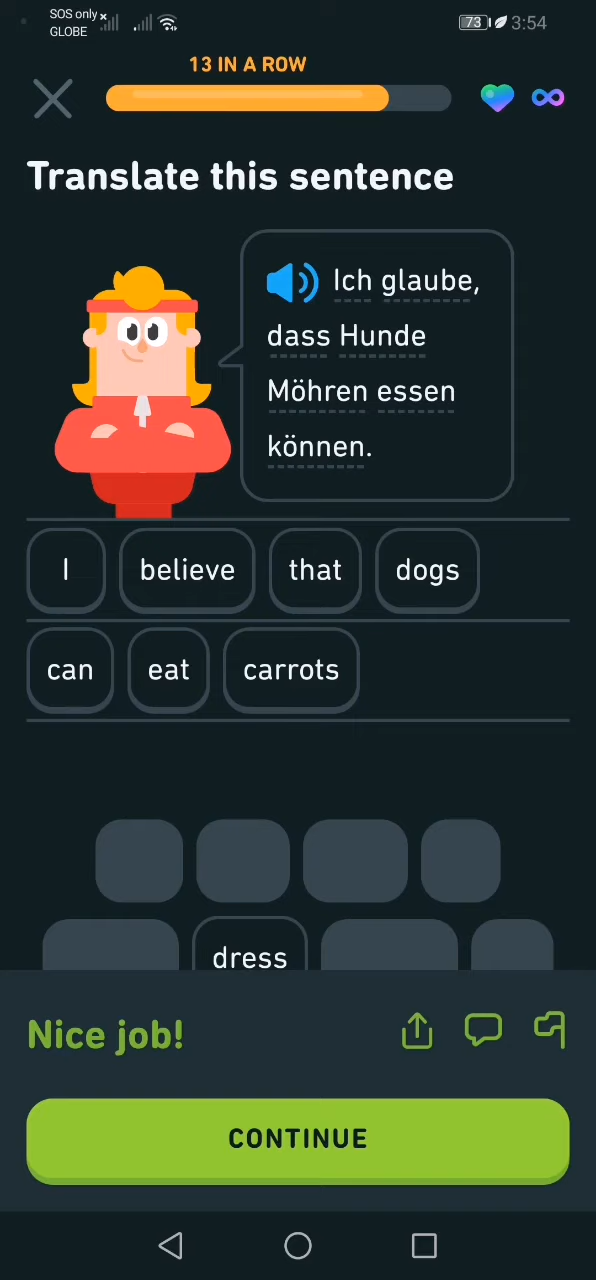 SOS only
GLOBE
73 3:54
13 IN A ROW
Translate this sentence
Ich glaube,
dass Hunde
Möhren essen
können.
I believe that dogs
can eat carrots
dress
Nice job!
CONTINUE